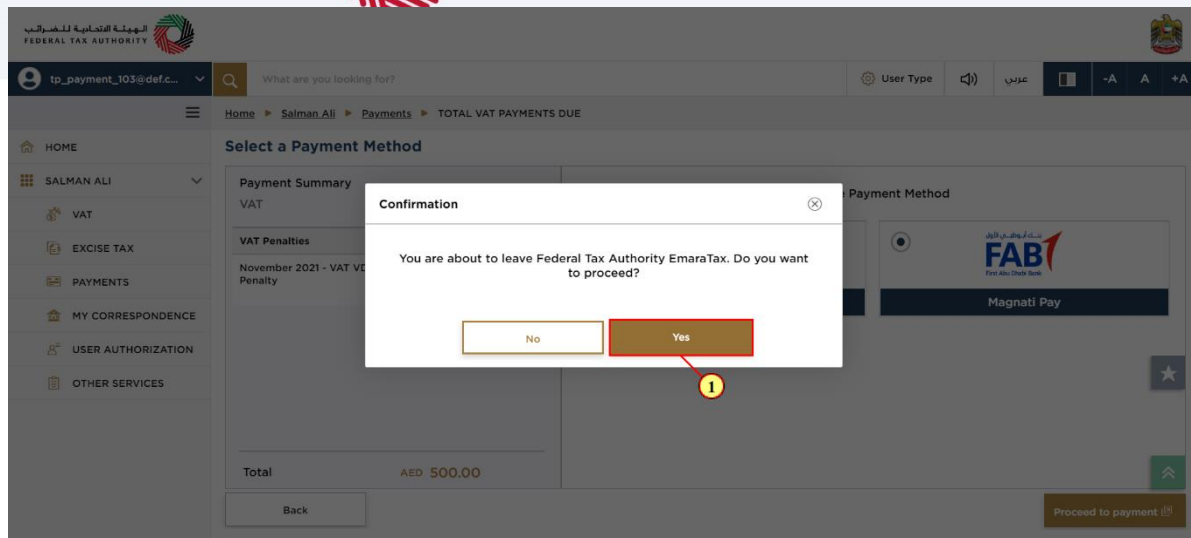 الهيئة الاتحادية للضرائب
FEDERAL TAX AUTHORITY
tp_payment_103@def.c...
What are you looking for?
User Type
عربي
-A
A
+A
Home ▶ Salman Ali ▶ Payments ▶ TOTAL VAT PAYMENTS DUE
HOME
SALMAN ALI
VAT
EXCISE TAX
PAYMENTS
MY CORRESPONDENCE
USER AUTHORIZATION
OTHER SERVICES
Select a Payment Method
Payment Summary
VAT
VAT Penalties
November 2021 - VAT VD
Penalty
Total AED 500.00
Back
Confirmation
You are about to leave Federal Tax Authority EmaraTax. Do you want
to proceed?
No
Yes
1
Payment Method
بنك أبوظبي الأول
FAB
First Abu Dhabi Bank
Magnati Pay
Proceed to payment